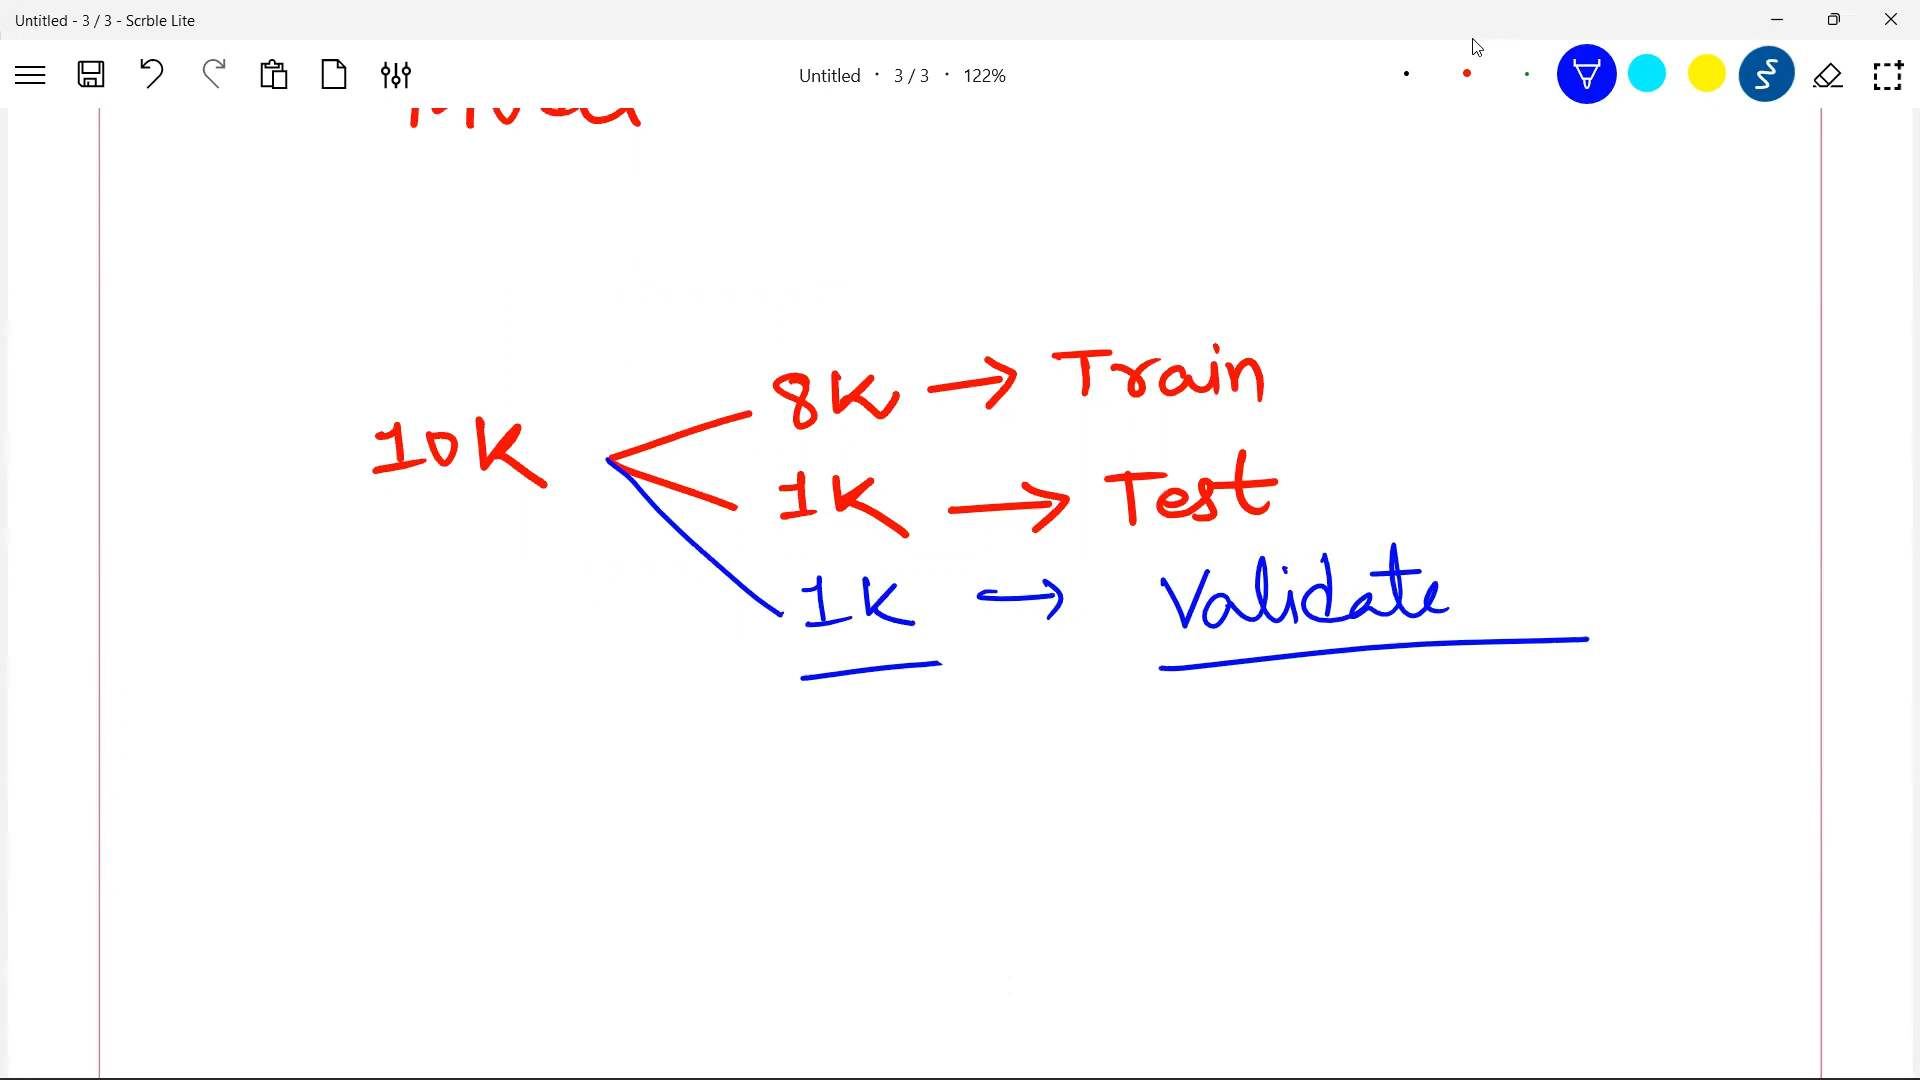 Untitled - 3 / 3 - Scrble Lite
Untitled · 3 / 3 · 122%
10K
8K → Train
1K → Test
1K → Validate